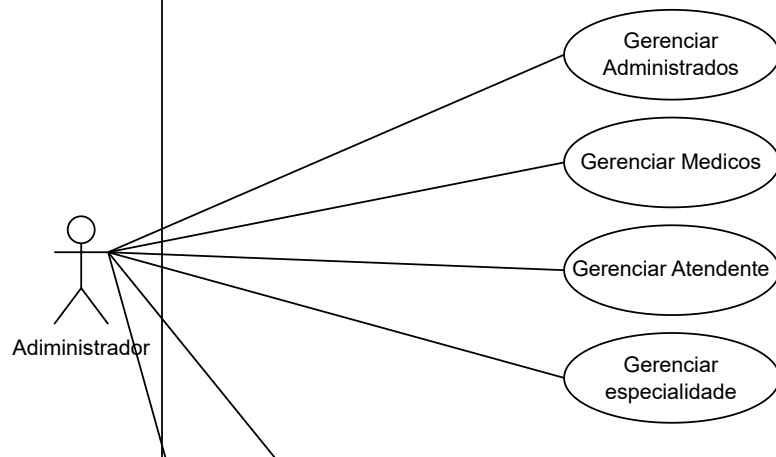 Gerenciar
Administrados
Gerenciar Medicos
Gerenciar Atendente
Adiministrador
Gerenciar
especialidade